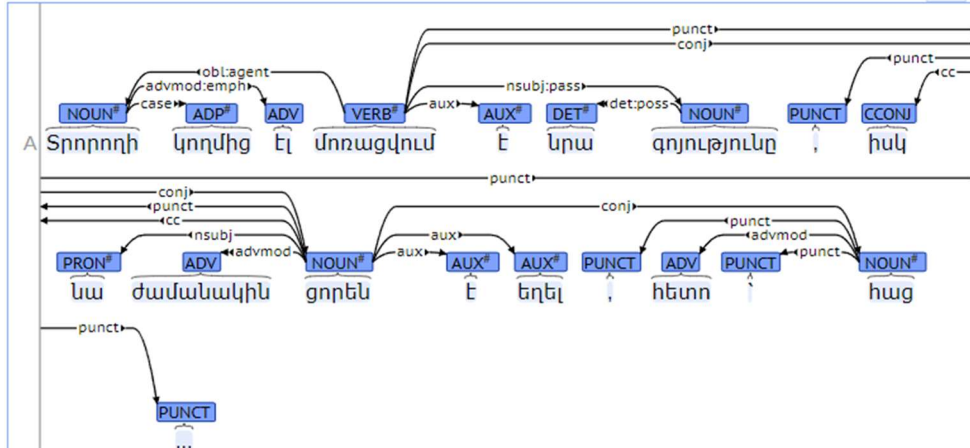 punct
conj
obl:agent punct
advmod:emph nsubj:pass cc
case aux det:poss
NOUN# ADP# ADV VERB# AUX# DET# NOUN# PUNCT CCONJ
A Տրորողի կողմից էլ մոռացվում է նրա գոյությունը , իսկ
punct
conj conj
punct punct
cc advmod
nsubj advmod aux aux punct
PRON# ADV NOUN# AUX# AUX# PUNCT ADV PUNCT NOUN#
նա ժամանակին ցորեն է եղել , հետո ՝ հաց
punct
PUNCT
...